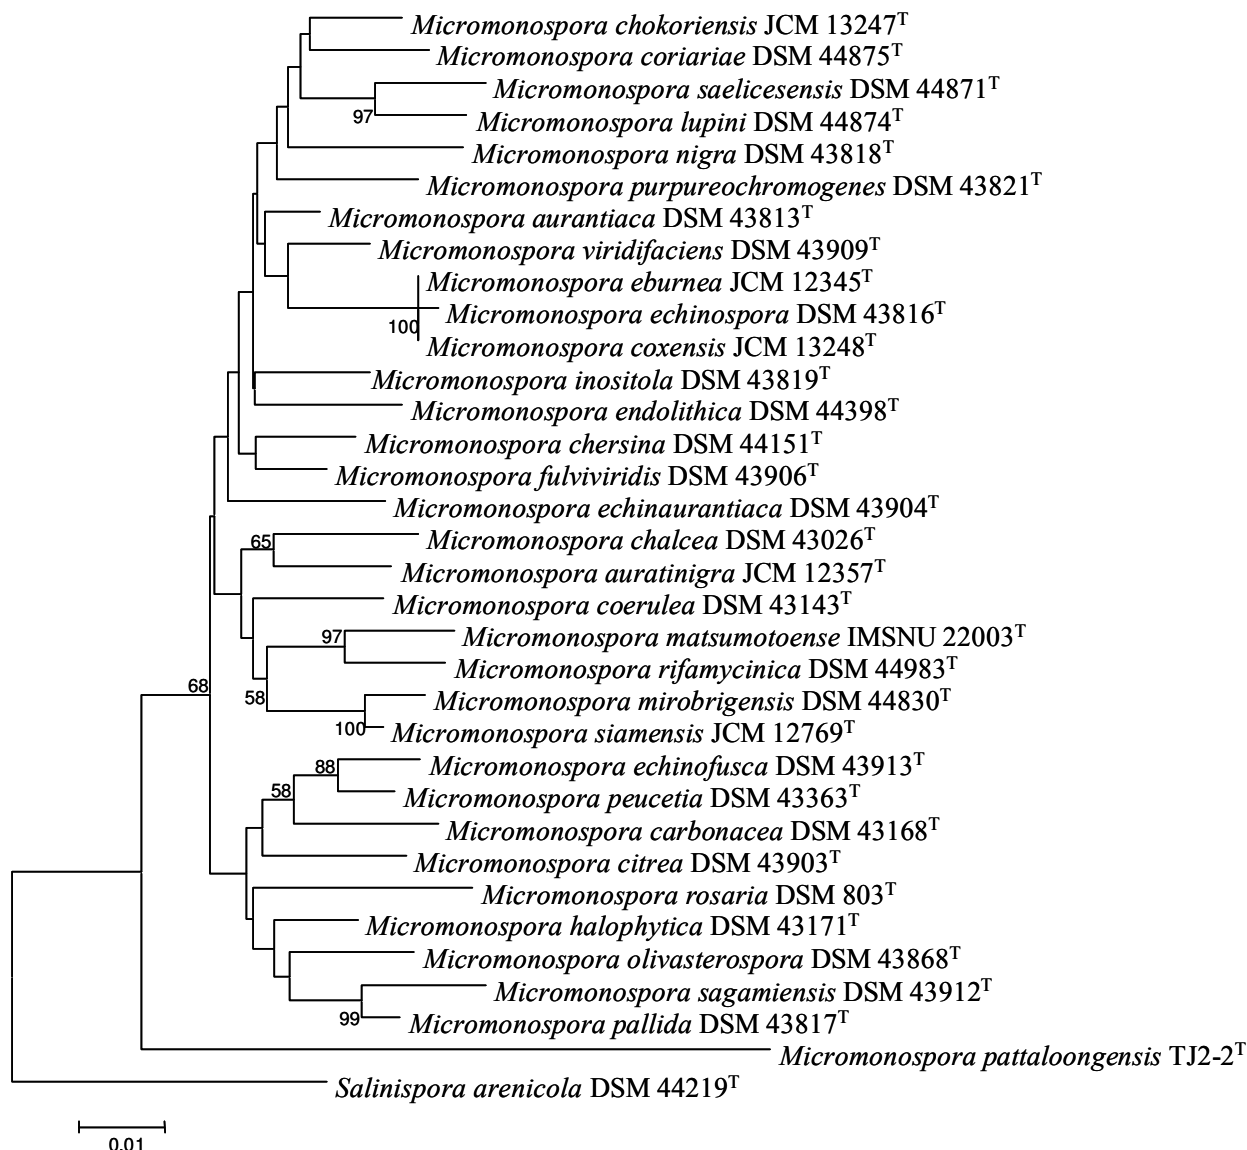 Micromonospora chokoriensis JCM 13247T
Micromonospora coriariae DSM 44875T
Micromonospora saelicesensis DSM 44871T
97
Micromonospora lupini DSM 44874T
Micromonospora nigra DSM 43818T
Micromonospora purpureochromogenes DSM 43821T
Micromonospora aurantiaca DSM 43813T
Micromonospora viridifaciens DSM 43909T
Micromonospora eburnea JCM 12345T
Micromonospora echinospora DSM 43816T
100
Micromonospora coxensis JCM 13248T
Micromonospora inositola DSM 43819T
Micromonospora endolithica DSM 44398T
Micromonospora chersina DSM 44151T
Micromonospora fulviviridis DSM 43906T
Micromonospora echinaurantiaca DSM 43904T
65
Micromonospora chalcea DSM 43026T
Micromonospora auratinigra JCM 12357T
Micromonospora coerulea DSM 43143T
97
Micromonospora matsumotoense IMSNU 22003T
Micromonospora rifamycinica DSM 44983T
68
58
Micromonospora mirobrigensis DSM 44830T
100
Micromonospora siamensis JCM 12769T
88
Micromonospora echinofusca DSM 43913T
58
Micromonospora peucetia DSM 43363T
Micromonospora carbonacea DSM 43168T
Micromonospora citrea DSM 43903T
Micromonospora rosaria DSM 803T
Micromonospora halophytica DSM 43171T
Micromonospora olivasterospora DSM 43868T
Micromonospora sagamiensis DSM 43912T
99
Micromonospora pallida DSM 43817T
Micromonospora pattaloongensis TJ2-2T
Salinispora arenicola DSM 44219T
0.01